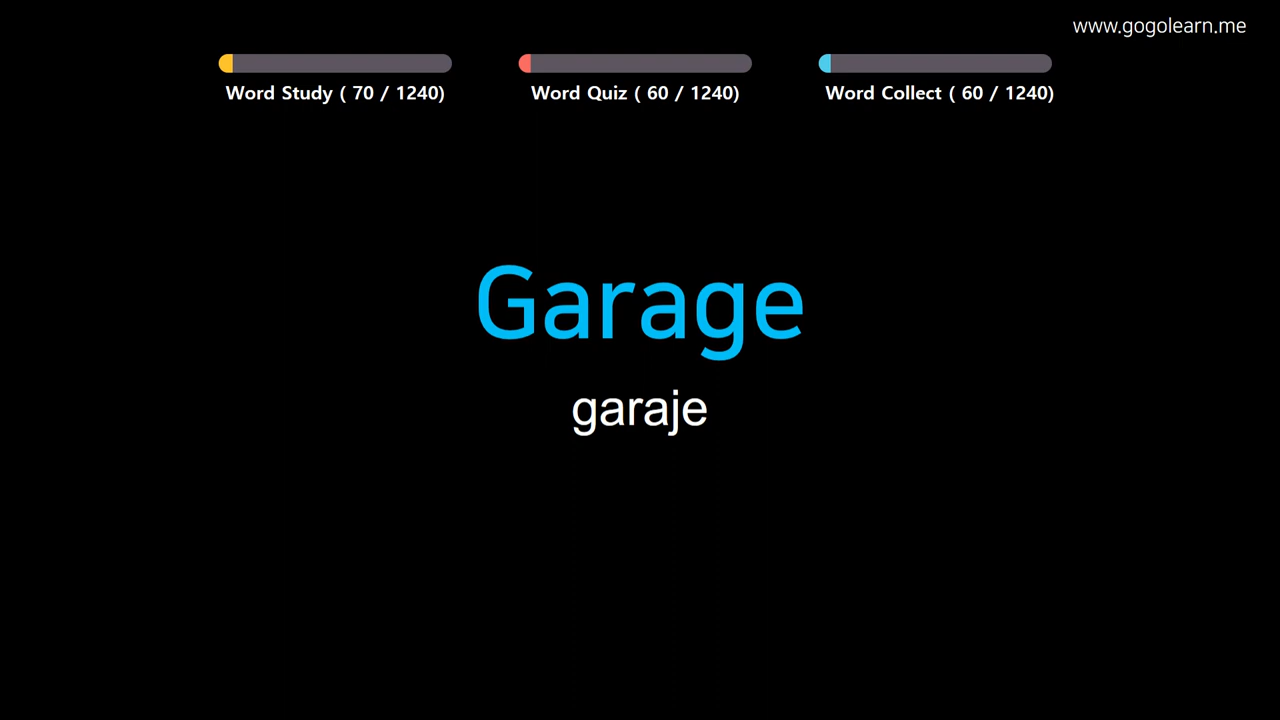 www.gogolearn.me
Word Study ( 70 / 1240)
Word Quiz ( 60 / 1240)
Word Collect ( 60 / 1240)
Garage
garaje